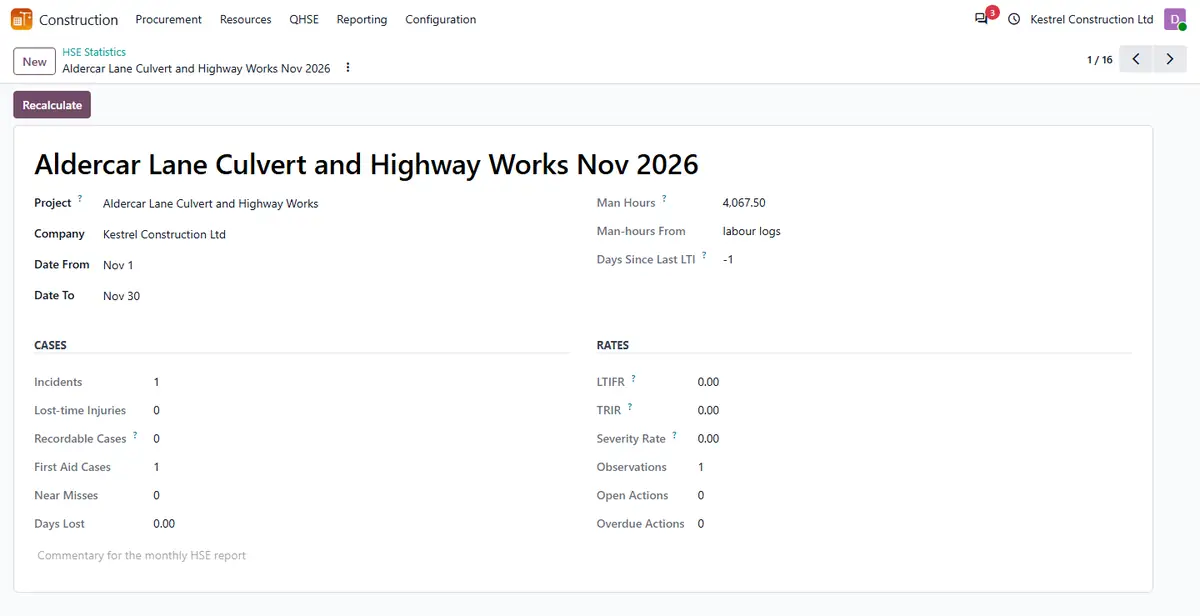 Construction Procurement Resources QHSE Reporting Configuration 3 Kestrel Construction Ltd D
New HSE Statistics
Aldercar Lane Culvert and Highway Works Nov 2026 1 / 16
Recalculate
Aldercar Lane Culvert and Highway Works Nov 2026
Project ? Aldercar Lane Culvert and Highway Works
Company Kestrel Construction Ltd
Date From Nov 1
Date To Nov 30
Man Hours ? 4,067.50
Man-hours From labour logs
Days Since Last LTI ? -1
CASES
Incidents 1
Lost-time Injuries 0
Recordable Cases ? 0
First Aid Cases 1
Near Misses 0
Days Lost 0.00
Commentary for the monthly HSE report
RATES
LTIFR ? 0.00
TRIR ? 0.00
Severity Rate ? 0.00
Observations 1
Open Actions 0
Overdue Actions 0